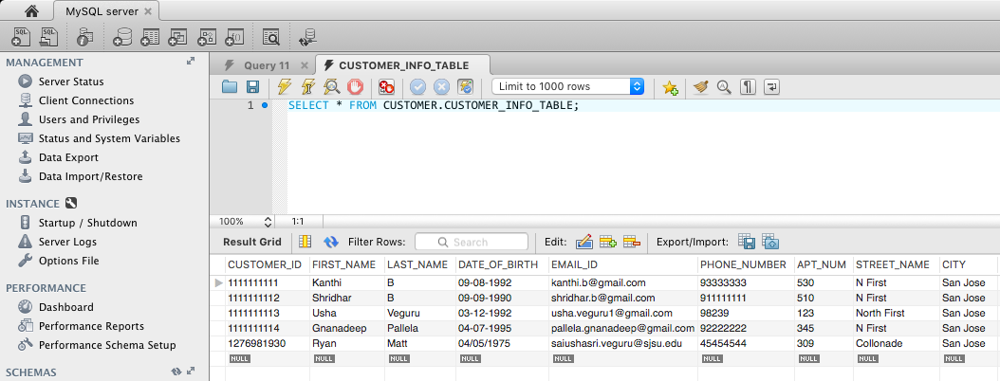 MySQL server
MANAGEMENT
Server Status
Client Connections
Users and Privileges
Status and System Variables
Data Export
Data Import/Restore
INSTANCE
Startup / Shutdown
Server Logs
Options File
PERFORMANCE
Dashboard
Performance Reports
Performance Schema Setup
SCHEMAS
Query 11 CUSTOMER_INFO_TABLE
Limit to 1000 rows
1 SELECT * FROM CUSTOMER.CUSTOMER_INFO_TABLE;
100% 1:1
Result Grid Filter Rows: Search Edit: Export/Import:
CUSTOMER_ID FIRST_NAME LAST_NAME DATE_OF_BIRTH EMAIL_ID PHONE_NUMBER APT_NUM STREET_NAME CITY
1111111111 Kanthi B 09-08-1992 kanthi.b@gmail.com 93333333 530 N First San Jose
1111111112 Shridhar B 09-09-1990 shridhar.b@gmail.com 911111111 510 N First San Jose
1111111113 Usha Veguru 03-12-1992 usha.veguru1@gmail.com 98239 123 North First San Jose
1111111114 Gnanadeep Pallela 04-07-1995 pallela.gnanadeep@gmail.com 92222222 345 N First San Jose
1276981930 Ryan Matt 04/05/1975 saiushasri.veguru@sjsu.edu 45454544 309 Collonade San Jose
NULL NULL NULL NULL NULL NULL NULL NULL NULL